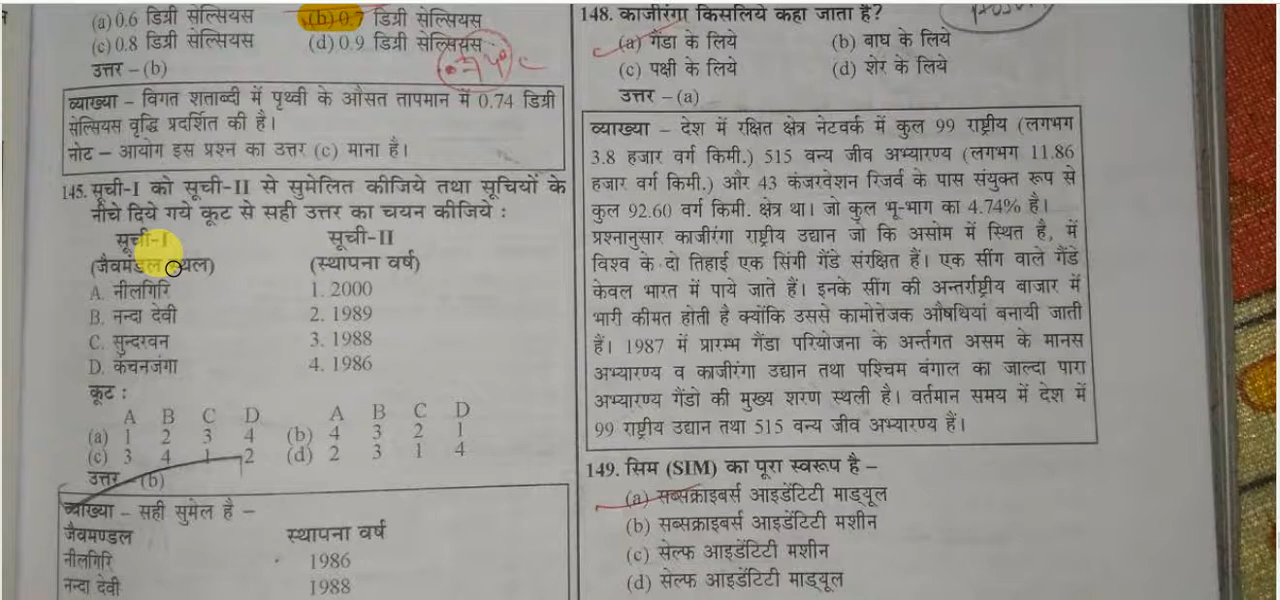 (a) 0.6 डिग्री सेल्सियस (b) 0.7 डिग्री सेल्सियस
(c) 0.8 डिग्री सेल्सियस (d) 0.9 डिग्री सेल्सियस
उत्तर –(b)
व्याख्या – विगत शताब्दी में पृथ्वी के औसत तापमान में 0.74 डिग्री
सेल्सियस वृद्धि प्रदर्शित की है।
नोट – आयोग इस प्रश्न का उत्तर (c) माना है।
145. सूची-I को सूची-II से सुमेलित कीजिये तथा सूचियों के
नीचे दिये गये कूट से सही उत्तर का चयन कीजिये :
सूची-I सूची-II
(जैवमंडल स्थल) (स्थापना वर्ष)
A. नीलगिरि 1. 2000
B. नन्दा देवी 2. 1989
C. सुन्दरवन 3. 1988
D. कंचनजंगा 4. 1986
कूट :
A B C D A B C D
(a) 1 2 3 4 (b) 4 3 2 1
(c) 3 4 1 2 (d) 2 3 1 4
उत्तर –(b)
व्याख्या – सही सुमेल है –
जैवमण्डल स्थापना वर्ष
नीलगिरि 1986
नन्दा देवी 1988
148. काजीरंगा किसलिये कहा जाता है?
(a) गैंडा के लिये (b) बाघ के लिये
(c) पक्षी के लिये (d) शेर के लिये
उत्तर –(a)
व्याख्या – देश में रक्षित क्षेत्र नेटवर्क में कुल 99 राष्ट्रीय (लगभग
3.8 हजार वर्ग किमी.) 515 वन्य जीव अभ्यारण्य (लगभग 11.86
हजार वर्ग किमी.) और 43 कंजरवेशन रिजर्व के पास संयुक्त रूप से
कुल 92.60 वर्ग किमी. क्षेत्र था। जो कुल भू-भाग का 4.74% है।
प्रश्नानुसार काजीरंगा राष्ट्रीय उद्यान जो कि असोम में स्थित है, में
विश्व के दो तिहाई एक सिंगी गैंडे संरक्षित हैं। एक सींग वाले गैंडे
केवल भारत में पाये जाते हैं। इनके सींग की अन्तर्राष्ट्रीय बाजार में
भारी कीमत होती है क्योंकि उससे कामोत्तेजक औषधियां बनायी जाती
हैं। 1987 में प्रारम्भ गैंडा परियोजना के अर्न्तगत असम के मानस
अभ्यारण्य व काजीरंगा उद्यान तथा पश्चिम बंगाल का जाल्दा पारा
अभ्यारण्य गैंडो की मुख्य शरण स्थली है। वर्तमान समय में देश में
99 राष्ट्रीय उद्यान तथा 515 वन्य जीव अभ्यारण्य हैं।
149. सिम (SIM) का पूरा स्वरूप है –
(a) सब्सक्राइबर्स आइडेंटिटी माड्यूल
(b) सब्सक्राइबर्स आइडेंटिटी मशीन
(c) सेल्फ आइडेंटिटी मशीन
(d) सेल्फ आइडेंटिटी माड्यूल